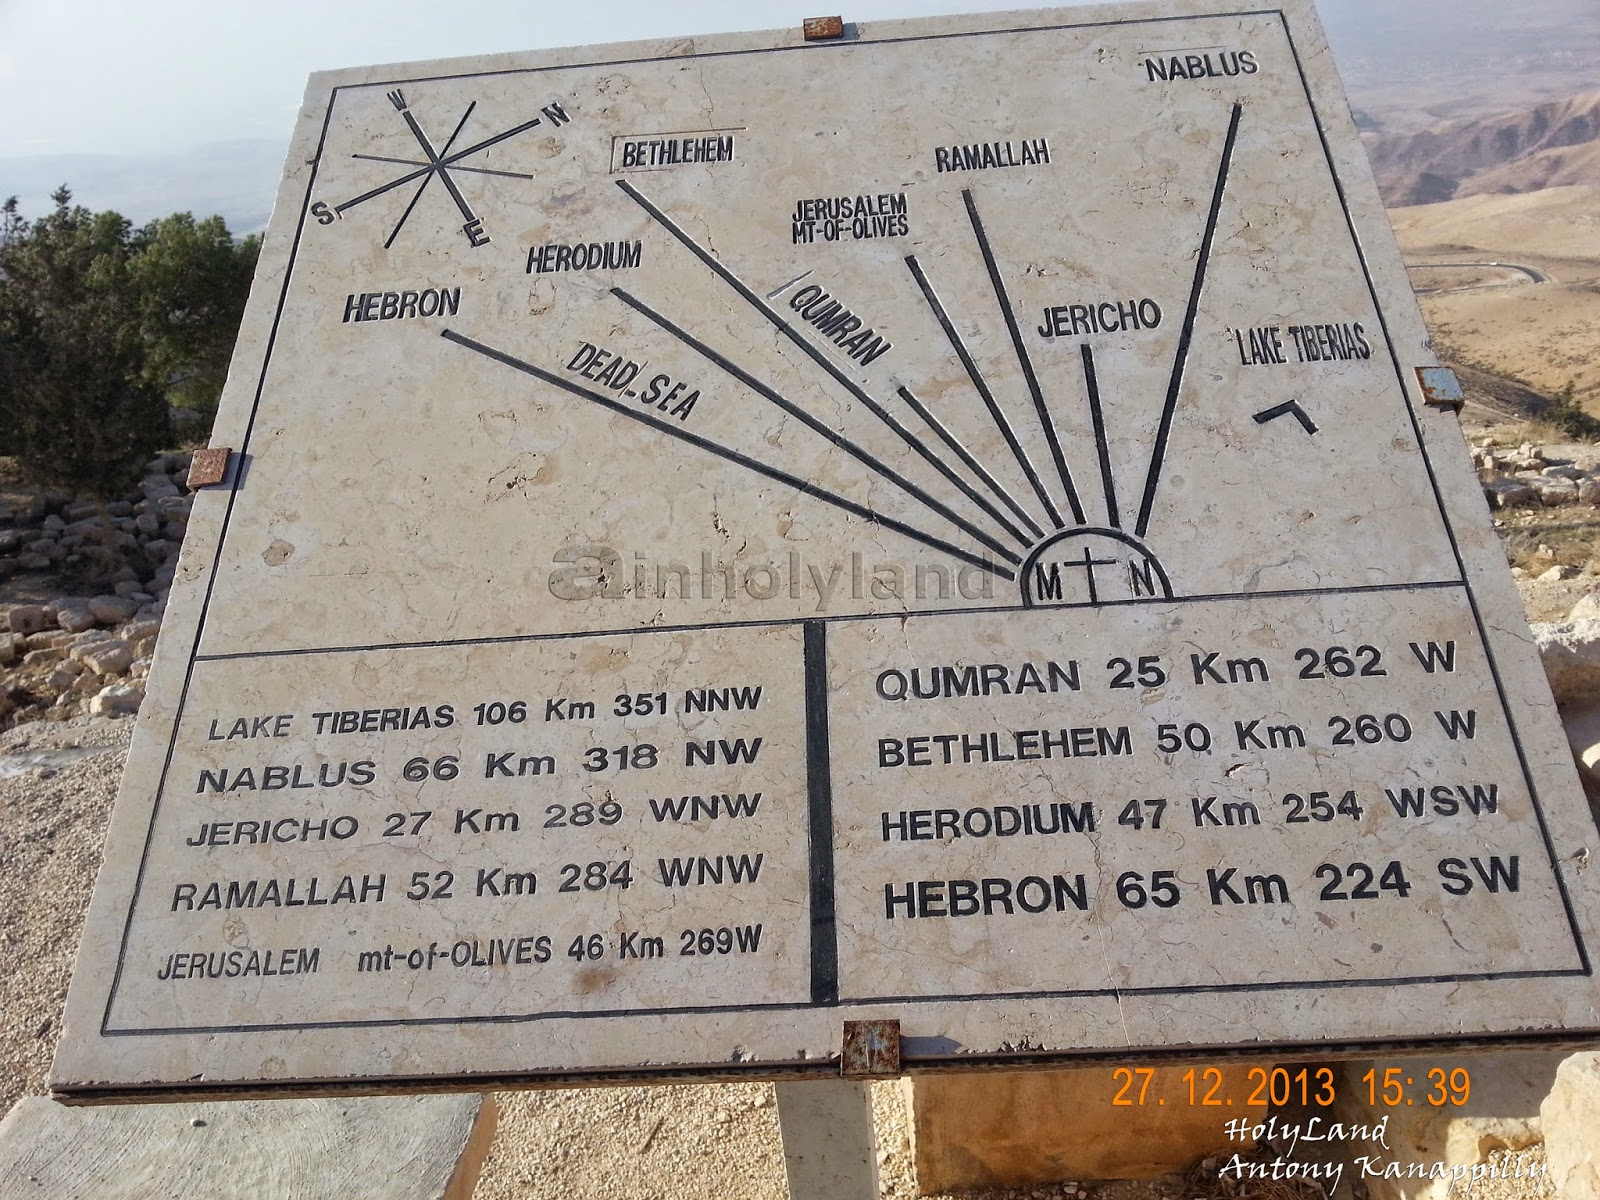 NABLUS
W
N
S
E
BETHLEHEM
RAMALLAH
JERUSALEM
MT-OF-OLIVES
HERODIUM
HEBRON
QUMRAN
JERICHO
LAKE TIBERIAS
DEAD SEA
M N
ainholyland
LAKE TIBERIAS 106 Km 351 NNW
NABLUS 66 Km 318 NW
JERICHO 27 Km 289 WNW
RAMALLAH 52 Km 284 WNW
JERUSALEM mt-of-OLIVES 46 Km 269W
QUMRAN 25 Km 262 W
BETHLEHEM 50 Km 260 W
HERODIUM 47 Km 254 WSW
HEBRON 65 Km 224 SW
27. 12. 2013 15: 39
HolyLand
Antony Kanappilly